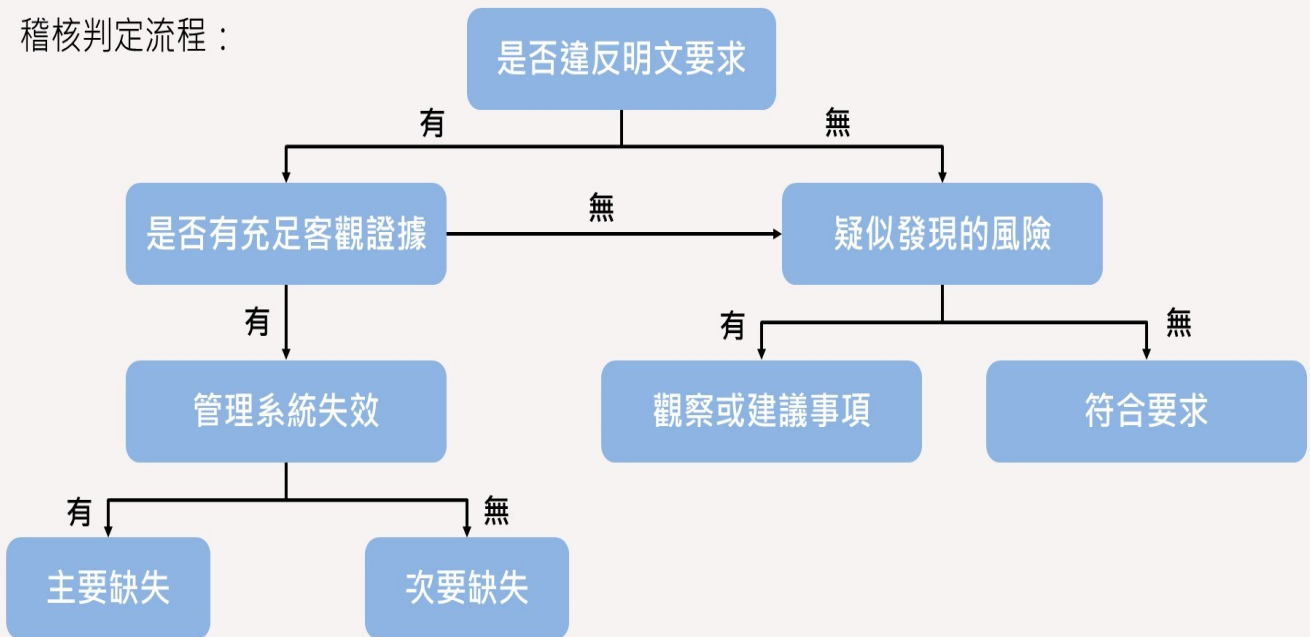 稽核判定流程：
是否違反明文要求
有
無
是否有充足客觀證據
無
疑似發現的風險
有
有
無
管理系統失效
觀察或建議事項
符合要求
有
無
主要缺失
次要缺失